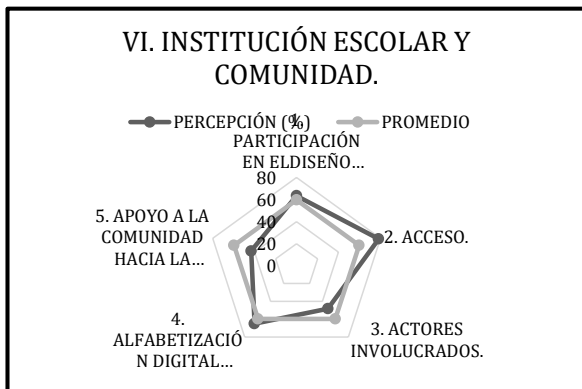 VI. INSTITUCIÓN ESCOLAR Y
COMUNIDAD.
PERCEPCIÓN (%)
PROMEDIO
1.
PARTICIPACIÓN
EN ELDISEÑO...
80
60
40
20
0
2. ACCESO.
3. ACTORES
INVOLUCRADOS.
4.
ALFABETIZACIÓ
N DIGITAL...
5. APOYO A LA
COMUNIDAD
HACIA LA...